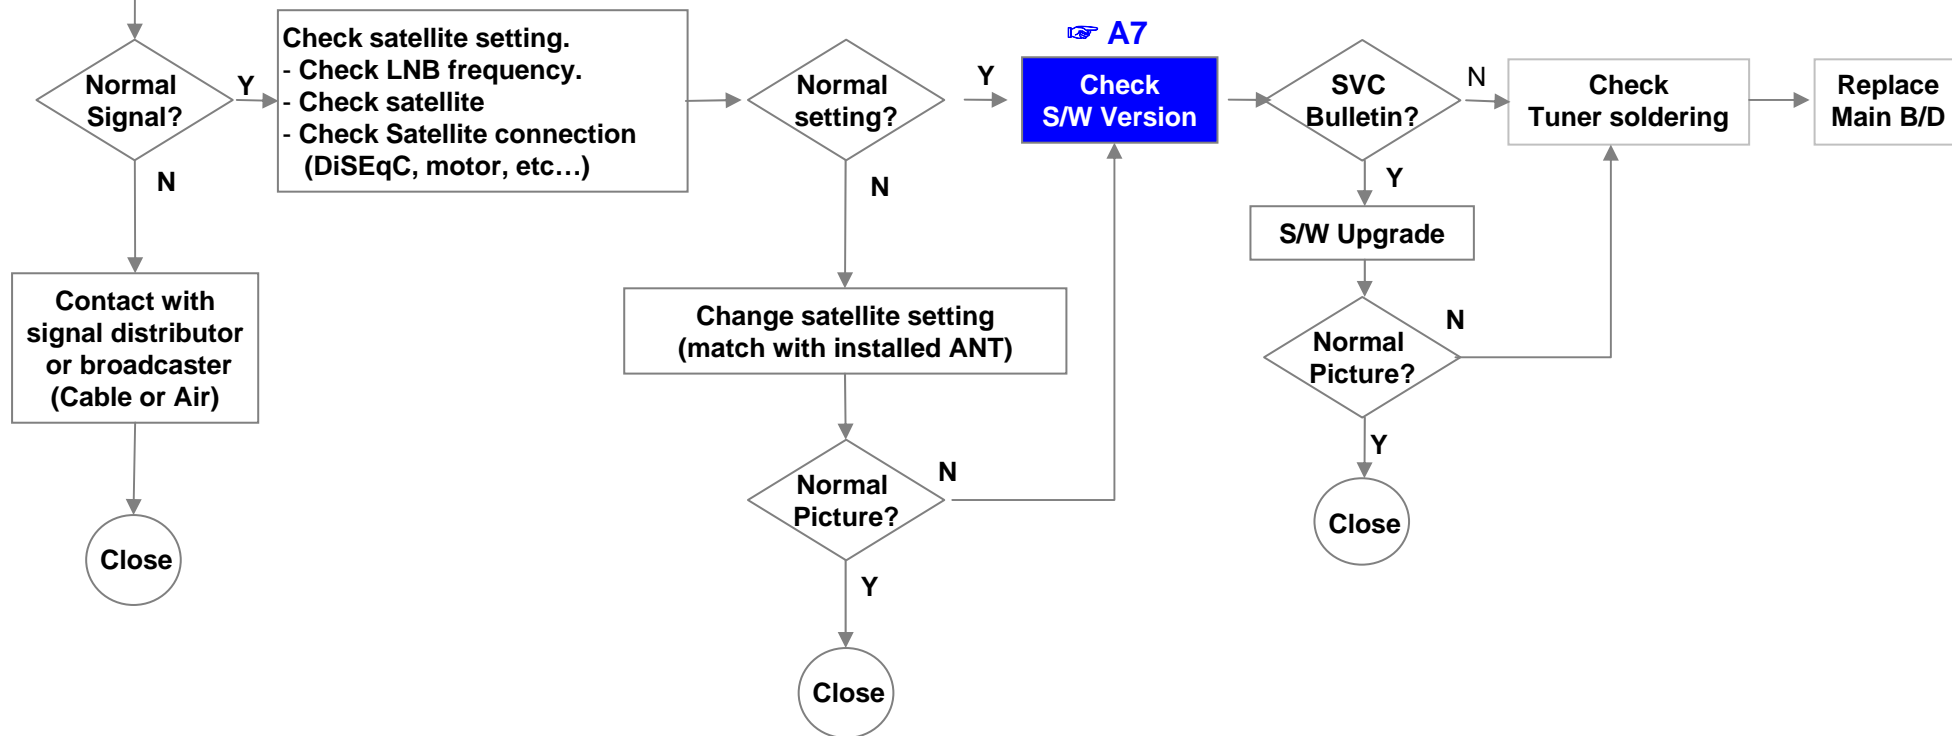 Normal
Signal?
Y
N
Check satellite setting.
- Check LNB frequency.
- Check satellite
- Check Satellite connection
(DiSEqC, motor, etc…)
Contact with
signal distributor
or broadcaster
(Cable or Air)
Close
Normal
setting?
Y
N
Change satellite setting
(match with installed ANT)
Normal
Picture?
N
Y
Close
☞ A7
Check
S/W Version
SVC
Bulletin?
N
Y
S/W Upgrade
Normal
Picture?
N
Y
Close
Check
Tuner soldering
Replace
Main B/D